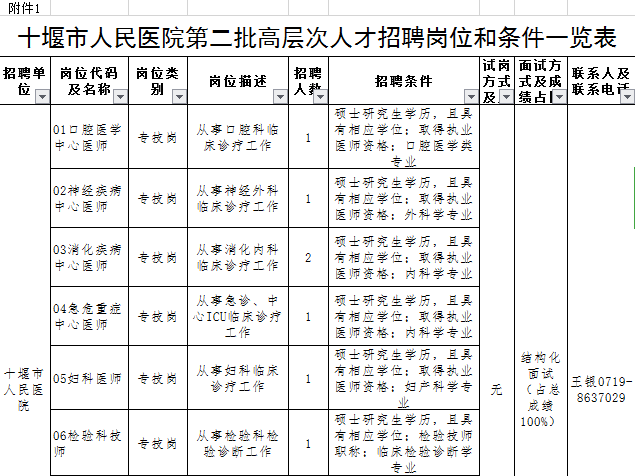 附件1
十堰市人民医院第二批高层次人才招聘岗位和条件一览表
招聘单
位
岗位代码
及名称
岗位类
别
岗位描述
招聘
人数
招聘条件
试岗
方式
及
面试方
式及成
绩占
联系人及
联系电话
01口腔医学
中心医师
专技岗
从事口腔科临
床诊疗工作
1
硕士研究生学历，且具
有相应学位；取得执业
医师资格；口腔医学类
专业
02神经疾病
中心医师
专技岗
从事神经外科
临床诊疗工作
1
硕士研究生学历，且具
有相应学位；取得执业
医师资格；外科学专业
03消化疾病
中心医师
专技岗
从事消化内科
临床诊疗工作
2
硕士研究生学历，且具
有相应学位；取得执业
医师资格；内科学专业
04急危重症
中心医师
专技岗
从事急诊、中
心ICU临床诊疗
工作
1
硕士研究生学历，且具
有相应学位；取得执业
医师资格；内科学专业
05妇科医师
专技岗
从事妇科临床
诊疗工作
1
硕士研究生学历，且具
有相应学位；取得执业
医师资格；妇产科学专
业
06检验科技
师
专技岗
从事检验科检
验诊断工作
1
硕士研究生学历，且具
有相应学位；检验技师
职称；临床检验诊断学
专业
十堰市
人民医
院
无
结构化
面试
（占总
成绩
100%）
王银0719-
8637029